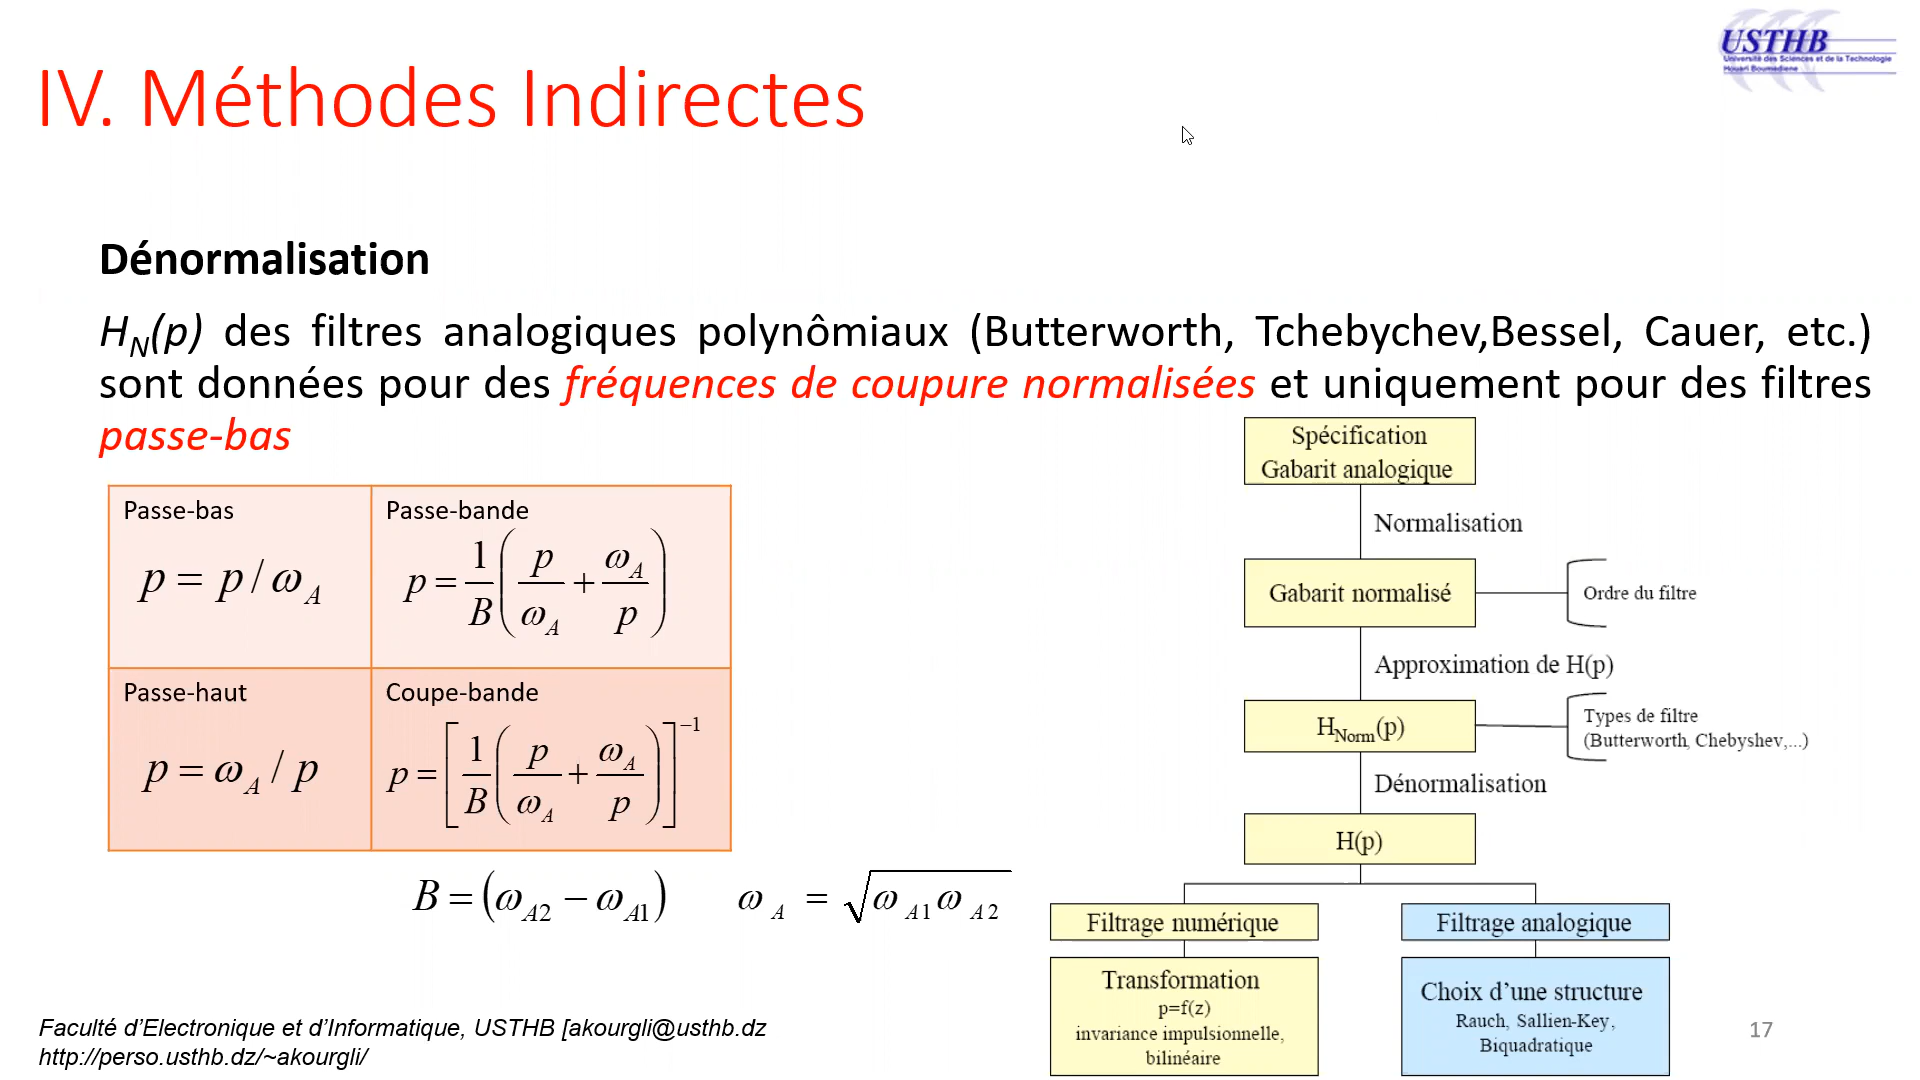 USTHB
Université des Sciences et de la Technologie
Houari Boumediene
IV. Méthodes Indirectes
Dénormalisation
H_N(p) des filtres analogiques polynômiaux (Butterworth, Tchebychev,Bessel, Cauer, etc.)
sont données pour des fréquences de coupure normalisées et uniquement pour des filtres
passe-bas
Passe-bas
p = p / ω_A
Passe-bande
p = 1/B (p/ω_A + ω_A/p)
Passe-haut
p = ω_A / p
Coupe-bande
p = [1/B (p/ω_A + ω_A/p)]^−1
B = (ω_A2 − ω_A1)
ω_A = √(ω_A1 ω_A2)
Spécification
Gabarit analogique
Normalisation
Gabarit normalisé
Ordre du filtre
Approximation de H(p)
H_Norm(p)
Types de filtre
(Butterworth, Chebyshev,...)
Dénormalisation
H(p)
Filtrage numérique
Filtrage analogique
Transformation
p=f(z)
invariance impulsionnelle,
bilinéaire
Choix d’une structure
Rauch, Sallien-Key,
Biquadratique
Faculté d’Electronique et d’Informatique, USTHB [akourgli@usthb.dz
http://perso.usthb.dz/~akourgli/
17